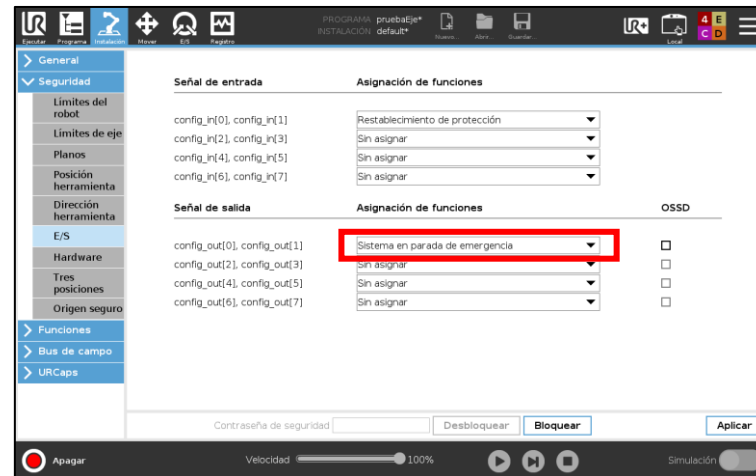 PROGRAMA pruebaEje*
INSTALACIÓN default*
Ejecutar Programa Instalación Mover E/S Registro Nuevo... Abrir... Guardar... Local
UR UR+ 4 E C D
General
Seguridad
Límites del robot
Límites de eje
Planos
Posición herramienta
Dirección herramienta
E/S
Hardware
Tres posiciones
Origen seguro
Funciones
Bus de campo
URCaps
Señal de entrada Asignación de funciones
config_in[0], config_in[1] Restablecimiento de protección
config_in[2], config_in[3] Sin asignar
config_in[4], config_in[5] Sin asignar
config_in[6], config_in[7] Sin asignar
Señal de salida Asignación de funciones OSSD
config_out[0], config_out[1] Sistema en parada de emergencia
config_out[2], config_out[3] Sin asignar
config_out[4], config_out[5] Sin asignar
config_out[6], config_out[7] Sin asignar
Contraseña de seguridad Desbloquear Bloquear Aplicar
Apagar Velocidad 100% Simulación